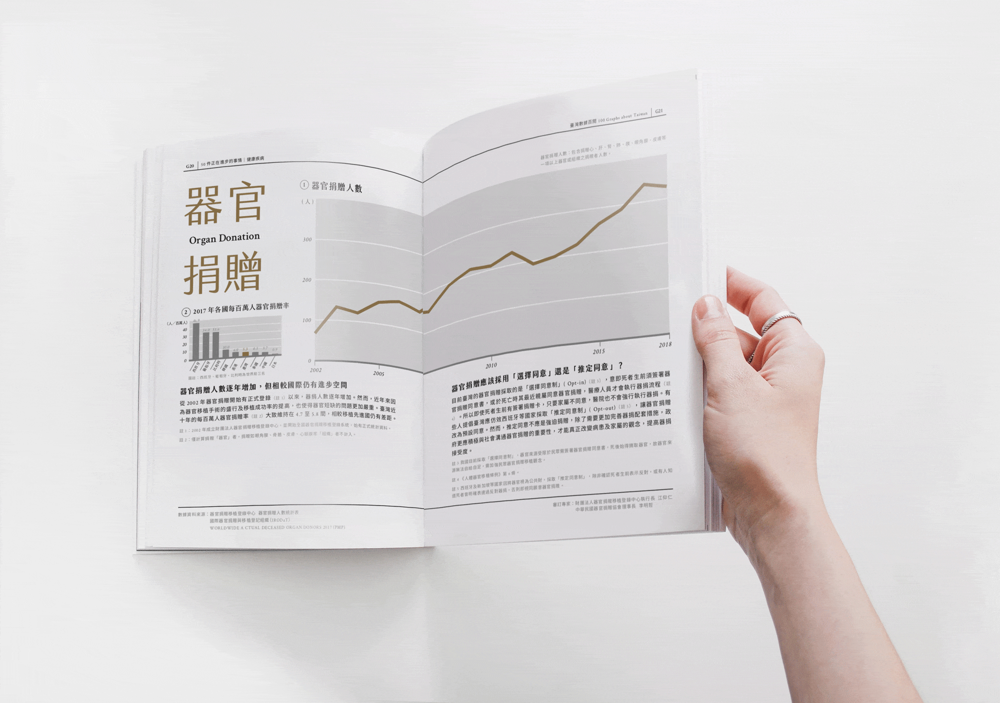 G20 50 件正在進步的事情｜健康疾病
器官
Organ Donation
捐贈
① 器官捐贈人數
（人）
300
200
100
0
2002
2005
② 2017 年各國每百萬人器官捐贈率
（人／百萬人）
40
30
20
10
0
34.0
33.6
10.0
6.0
5.3
0.9
西班牙
葡萄牙
比利時
韓國
香港
臺灣
泰國
中國
日本
圖註：西班牙、葡萄牙、比利時為世界前三名
器官捐贈人數逐年增加，但相較國際仍有進步空間
從 2002 年器官捐贈開始有正式登錄（註 1）以來，器捐人數逐年增加。然而，近年來因
為器官移植手術的盛行及移植成功率的提高，也使得器官短缺的問題更加嚴重。臺灣近
十年的每百萬人器官捐贈率（註 2）大致維持在 4.7 至 5.8 間，相較移植先進國仍有差距。
註 1：2002 年成立財團法人器官捐贈移植登錄中心，並開始全國器官捐贈移植登錄系統，始有正式統計資料。
註 2：僅計算捐贈「器官」者，捐贈如眼角膜、骨骼、皮膚、心瓣膜等「組織」者不計入。
數據資料來源：器官捐贈移植登錄中心 器官捐贈人數統計表
國際器官捐贈與移植登記組織（IRODaT）
WORLDWIDE A CTUAL DECEASED ORGAN DONORS 2017 (PMP)
臺灣數據百閱 100 Graphs about Taiwan G21
器官捐贈人數：包含捐贈心、肝、腎、肺、胰、眼角膜、皮膚等
一項以上器官或組織之捐贈者人數。
2010
2015
2018
器官捐贈應該採用「選擇同意」還是「推定同意」？
目前臺灣的器官捐贈採取的是「選擇同意制」( Opt-in)（註 3），意即死者生前須簽署器
官捐贈同意書，或於死亡時其最近親屬同意器官捐贈，醫療人員才會執行器捐流程（註
4）。所以即使死者生前有簽署捐贈卡，只要家屬不同意，醫院也不會強行執行器捐。有
些人提倡臺灣應仿效西班牙等國家採取「推定同意制」( Opt-out)（註 5），讓器官捐贈
改為預設同意。然而，推定同意不應是強迫捐贈，除了需要更加完善器捐配套措施，政
府更應積極與社會溝通器官捐贈的重要性，才能真正改變病患及家屬的觀念，提高器捐
接受度。
註 3 我國目前採取「選擇同意制」，器官來源受限於民眾需簽署器官捐贈同意書，死後始得摘取器官，故器官來
源無法自給自足，需加強民眾器官捐贈移植觀念。
註 4《人體器官移植條例》第 6 條。
註 5 西班牙及新加坡等國家因將器官視為公共財，採取「推定同意制」，除非確認死者生前表示反對，或有人知
道死者曾明確表達過反對器捐，否則即視同願意器官捐贈。
審訂專家：財團法人器官捐贈移植登錄中心執行長 江仰仁
中華民國器官捐贈協會理事長 李明哲